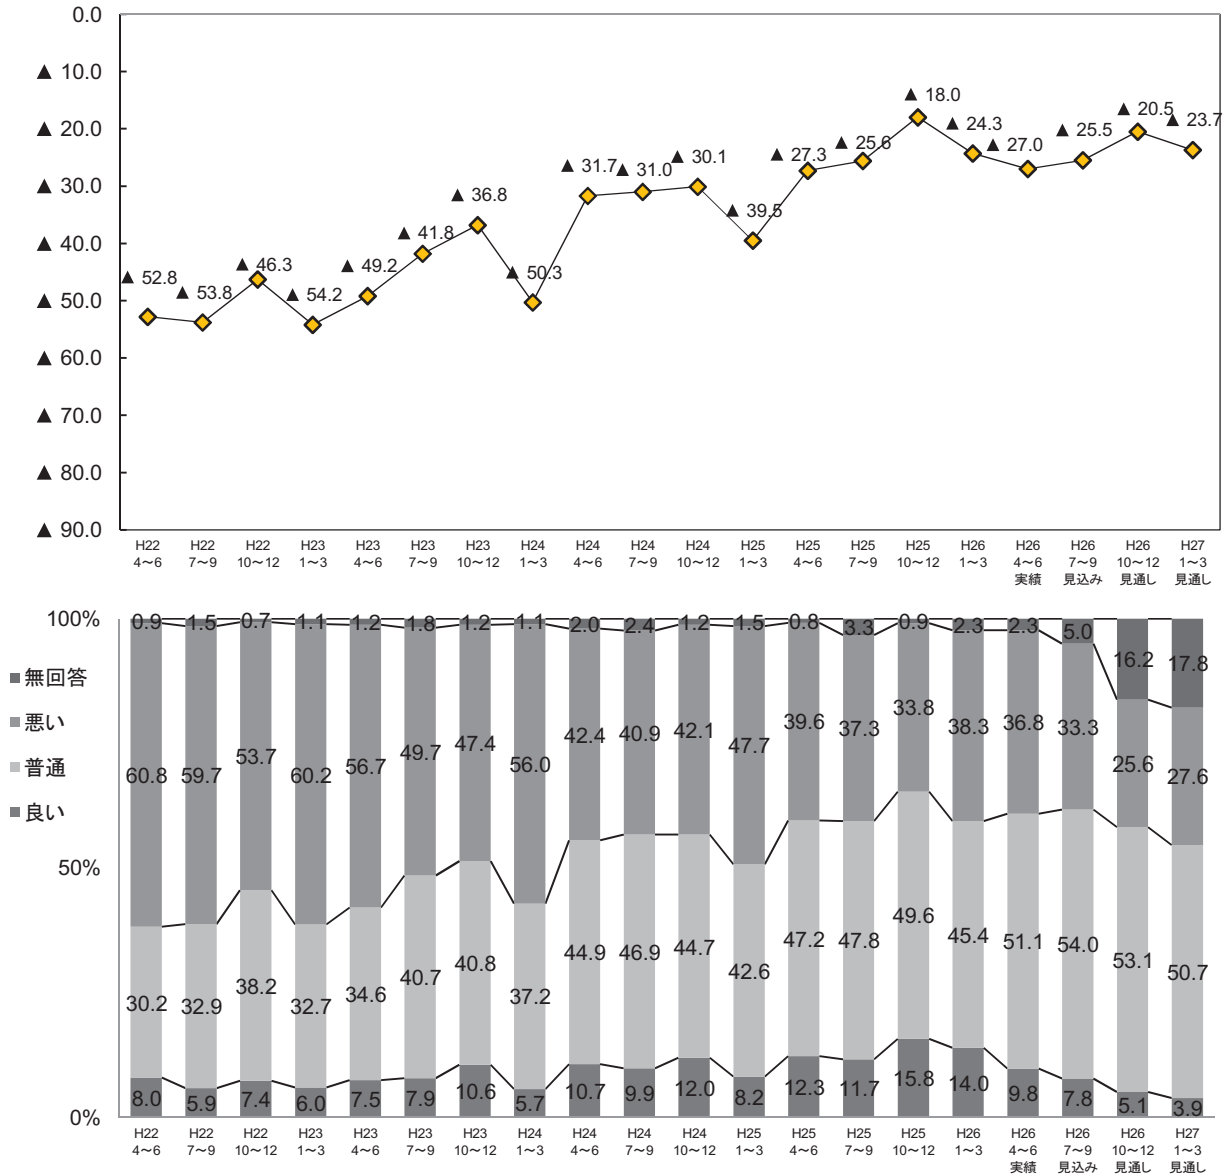 0.0
▲ 10.0
▲ 20.0
▲ 30.0
▲ 40.0
▲ 50.0
▲ 60.0
▲ 70.0
▲ 80.0
▲ 90.0
▲ 52.8 ▲ 53.8 ▲ 46.3 ▲ 54.2 ▲ 49.2 ▲ 41.8 ▲ 36.8 ▲ 50.3 ▲ 31.7 ▲ 31.0 ▲ 30.1 ▲ 39.5 ▲ 27.3 ▲ 25.6 ▲ 18.0 ▲ 24.3 ▲ 27.0 ▲ 25.5 ▲ 20.5 ▲ 23.7
H22 H22 H22 H23 H23 H23 H23 H24 H24 H24 H24 H25 H25 H25 H25 H26 H26 H26 H26 H27
4～6 7～9 10～12 1～3 4～6 7～9 10～12 1～3 4～6 7～9 10～12 1～3 4～6 7～9 10～12 1～3 4～6 7～9 10～12 1～3
実績 見込み 見通し 見通し
100%
50%
0%
■無回答
■悪い
■普通
■良い
0.9 1.5 0.7 1.1 1.2 1.8 1.2 1.1 2.0 2.4 1.2 1.5 0.8 3.3 0.9 2.3 2.3 5.0 16.2 17.8
60.8 59.7 53.7 60.2 56.7 49.7 47.4 56.0 42.4 40.9 42.1 47.7 39.6 37.3 33.8 38.3 36.8 33.3 25.6 27.6
30.2 32.9 38.2 32.7 34.6 40.7 40.8 37.2 44.9 46.9 44.7 42.6 47.2 47.8 49.6 45.4 51.1 54.0 53.1 50.7
8.0 5.9 7.4 6.0 7.5 7.9 10.6 5.7 10.7 9.9 12.0 8.2 12.3 11.7 15.8 14.0 9.8 7.8 5.1 3.9
H22 H22 H22 H23 H23 H23 H23 H24 H24 H24 H24 H25 H25 H25 H25 H26 H26 H26 H26 H27
4～6 7～9 10～12 1～3 4～6 7～9 10～12 1～3 4～6 7～9 10～12 1～3 4～6 7～9 10～12 1～3 4～6 7～9 10～12 1～3
実績 見込み 見通し 見通し